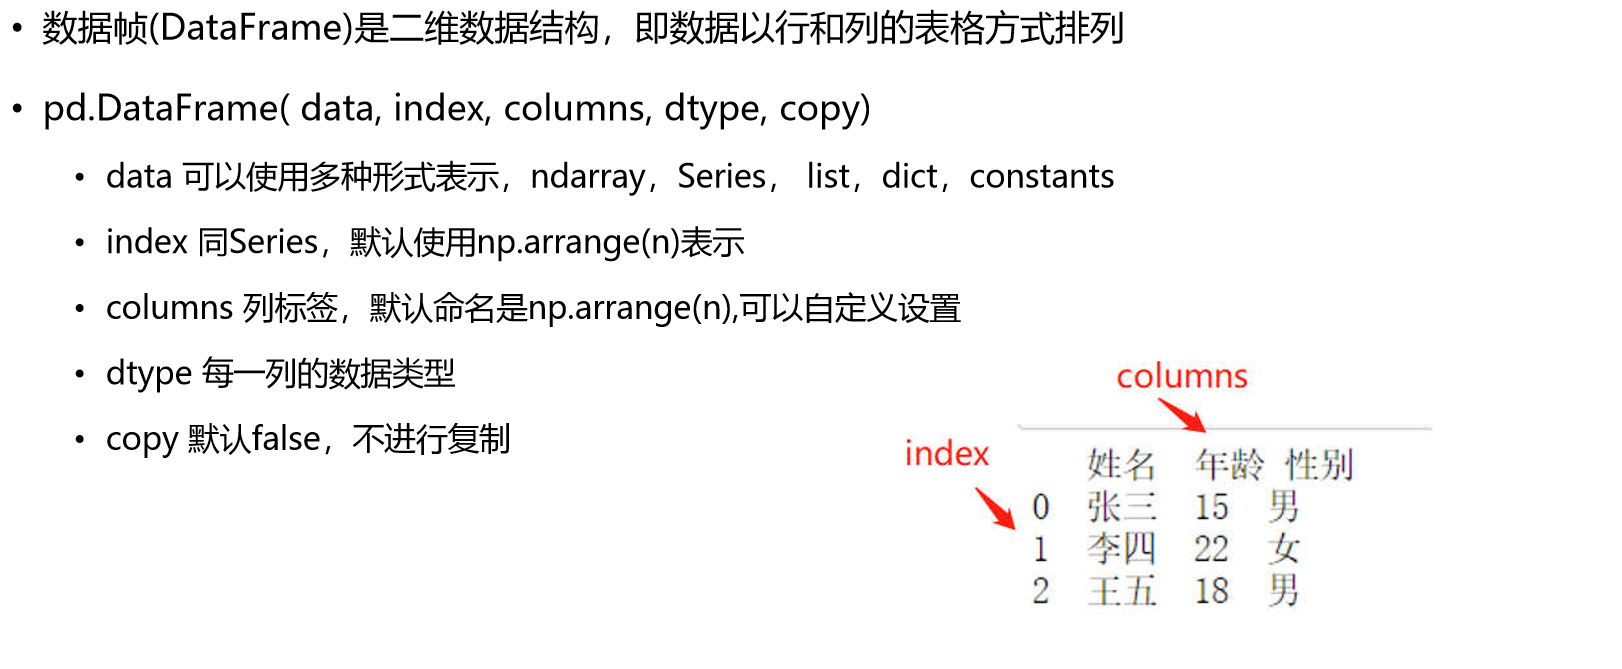 • 数据帧(DataFrame)是二维数据结构，即数据以行和列的表格方式排列
• pd.DataFrame( data, index, columns, dtype, copy)
• data 可以使用多种形式表示，ndarray，Series， list，dict，constants
• index 同Series，默认使用np.arrange(n)表示
• columns 列标签，默认命名是np.arrange(n),可以自定义设置
• dtype 每一列的数据类型
• copy 默认false，不进行复制
columns
index
姓名 年龄 性别
0 张三 15 男
1 李四 22 女
2 王五 18 男